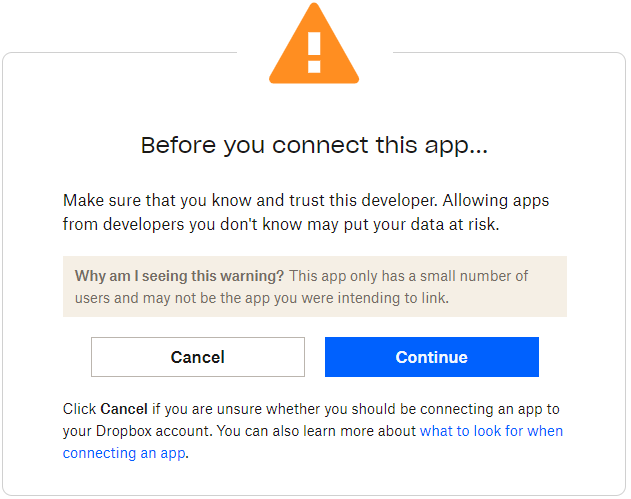 Before you connect this app...
Make sure that you know and trust this developer. Allowing apps
from developers you don't know may put your data at risk.
Why am I seeing this warning? This app only has a small number of
users and may not be the app you were intending to link.
Cancel
Continue
Click Cancel if you are unsure whether you should be connecting an app to
your Dropbox account. You can also learn more about what to look for when
connecting an app.